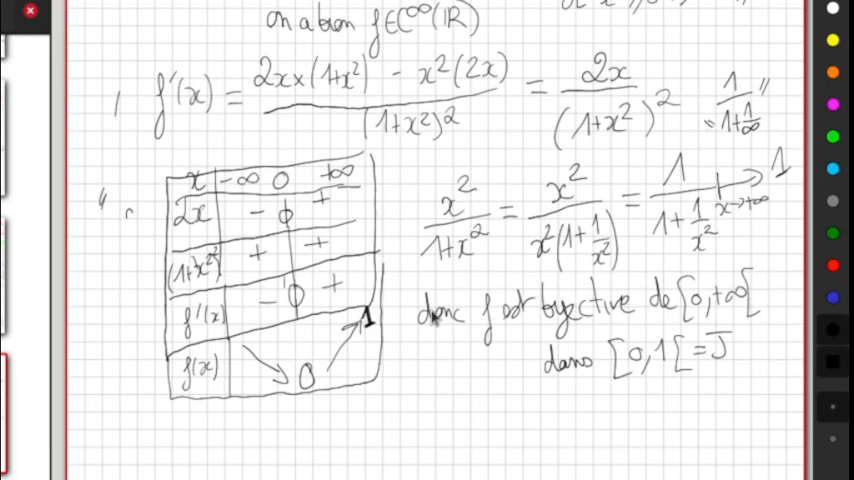 on a bien f∈C^∞(ℝ)
f'(x) = (2x×(1+x²) - x²(2x))/(1+x²)² = 2x/(1+x²)² "1/(1+1/∞)"
x -∞ 0 +∞
2x - 0 +
(1+x²)² + +
f'(x) - 0 +
f(x) ↘ 0 ↗ 1
x²/(1+x²) = x²/(x²(1+1/x²)) = 1/(1+1/x²) ⟼ 1
x→+∞
donc f est bijective de [0,+∞[
dans [0,1[ = J